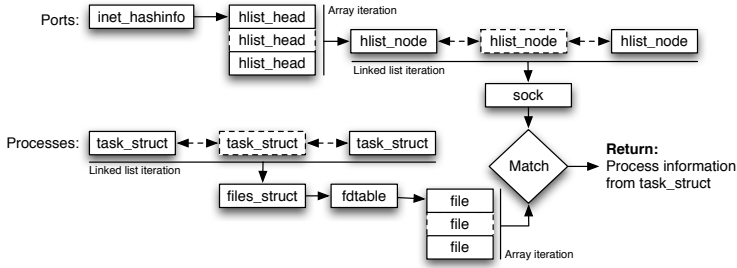 Ports:
inet_hashinfo
hlist_head
hlist_head
hlist_head
Array iteration
hlist_node
hlist_node
hlist_node
Linked list iteration
sock
Processes:
task_struct
task_struct
task_struct
Linked list iteration
Match
Return:
Process information
from task_struct
files_struct
fdtable
file
file
file
Array iteration